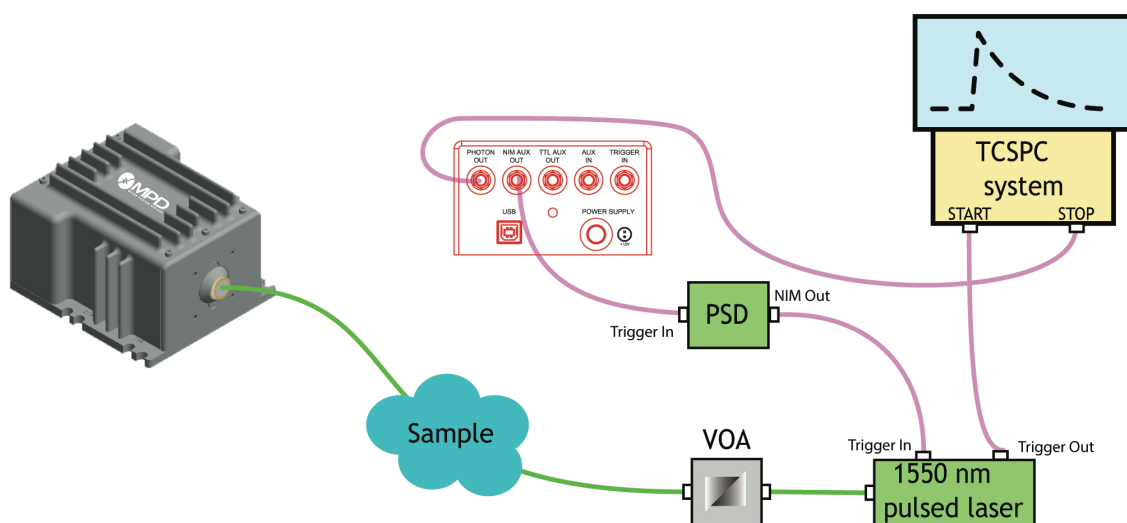 TCSPC
system
START
STOP
PHOTON
OUT
NIM AUX
OUT
TTL AUX
OUT
AUX
IN
TRIGGER
IN
USB
POWER SUPPLY
+12V
MPD
PSD
NIM Out
Trigger In
Sample
VOA
Trigger In
Trigger Out
1550 nm
pulsed laser